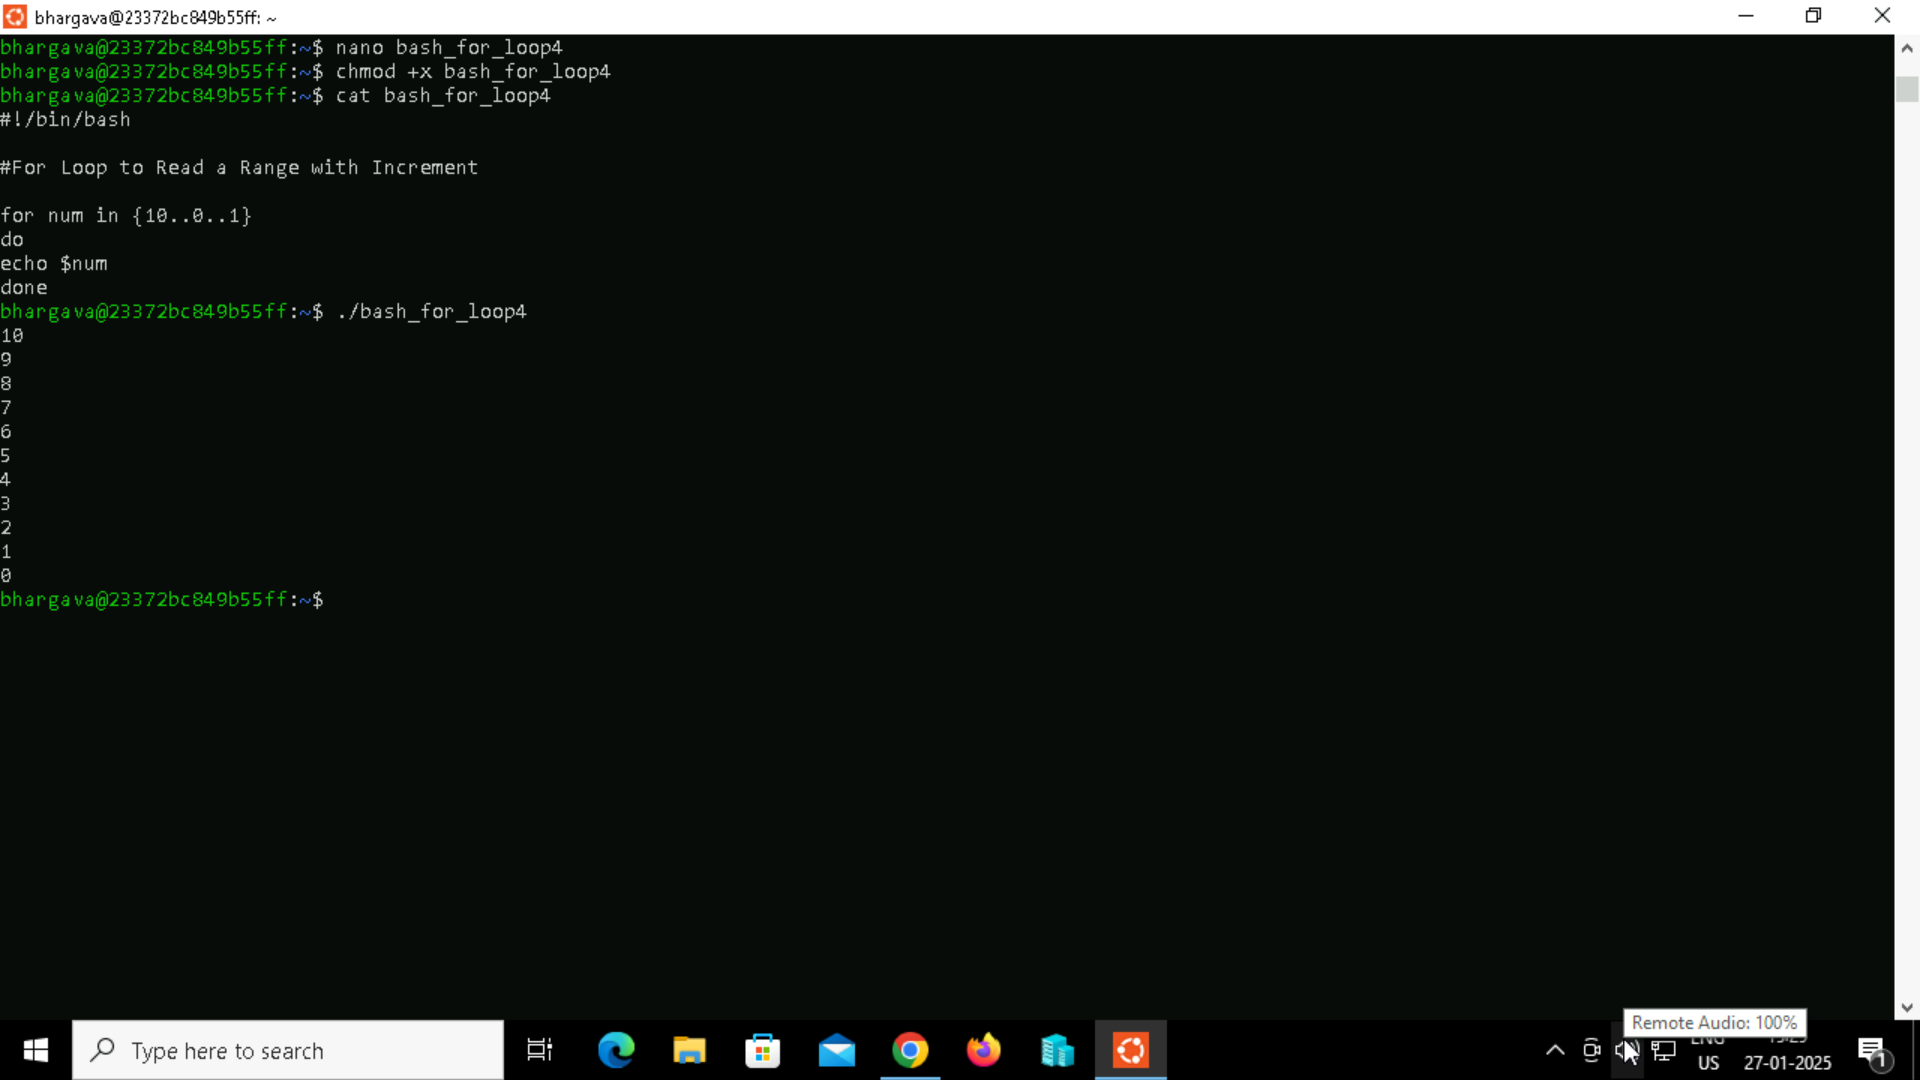 bhargava@23372bc849b55ff: ~
bhargava@23372bc849b55ff:~$ nano bash_for_loop4
bhargava@23372bc849b55ff:~$ chmod +x bash_for_loop4
bhargava@23372bc849b55ff:~$ cat bash_for_loop4
#!/bin/bash
#For Loop to Read a Range with Increment
for num in {10..0..1}
do
echo $num
done
bhargava@23372bc849b55ff:~$ ./bash_for_loop4
10
9
8
7
6
5
4
3
2
1
0
bhargava@23372bc849b55ff:~$
Remote Audio: 100%
Type here to search
ENG
US 27-01-2025
1